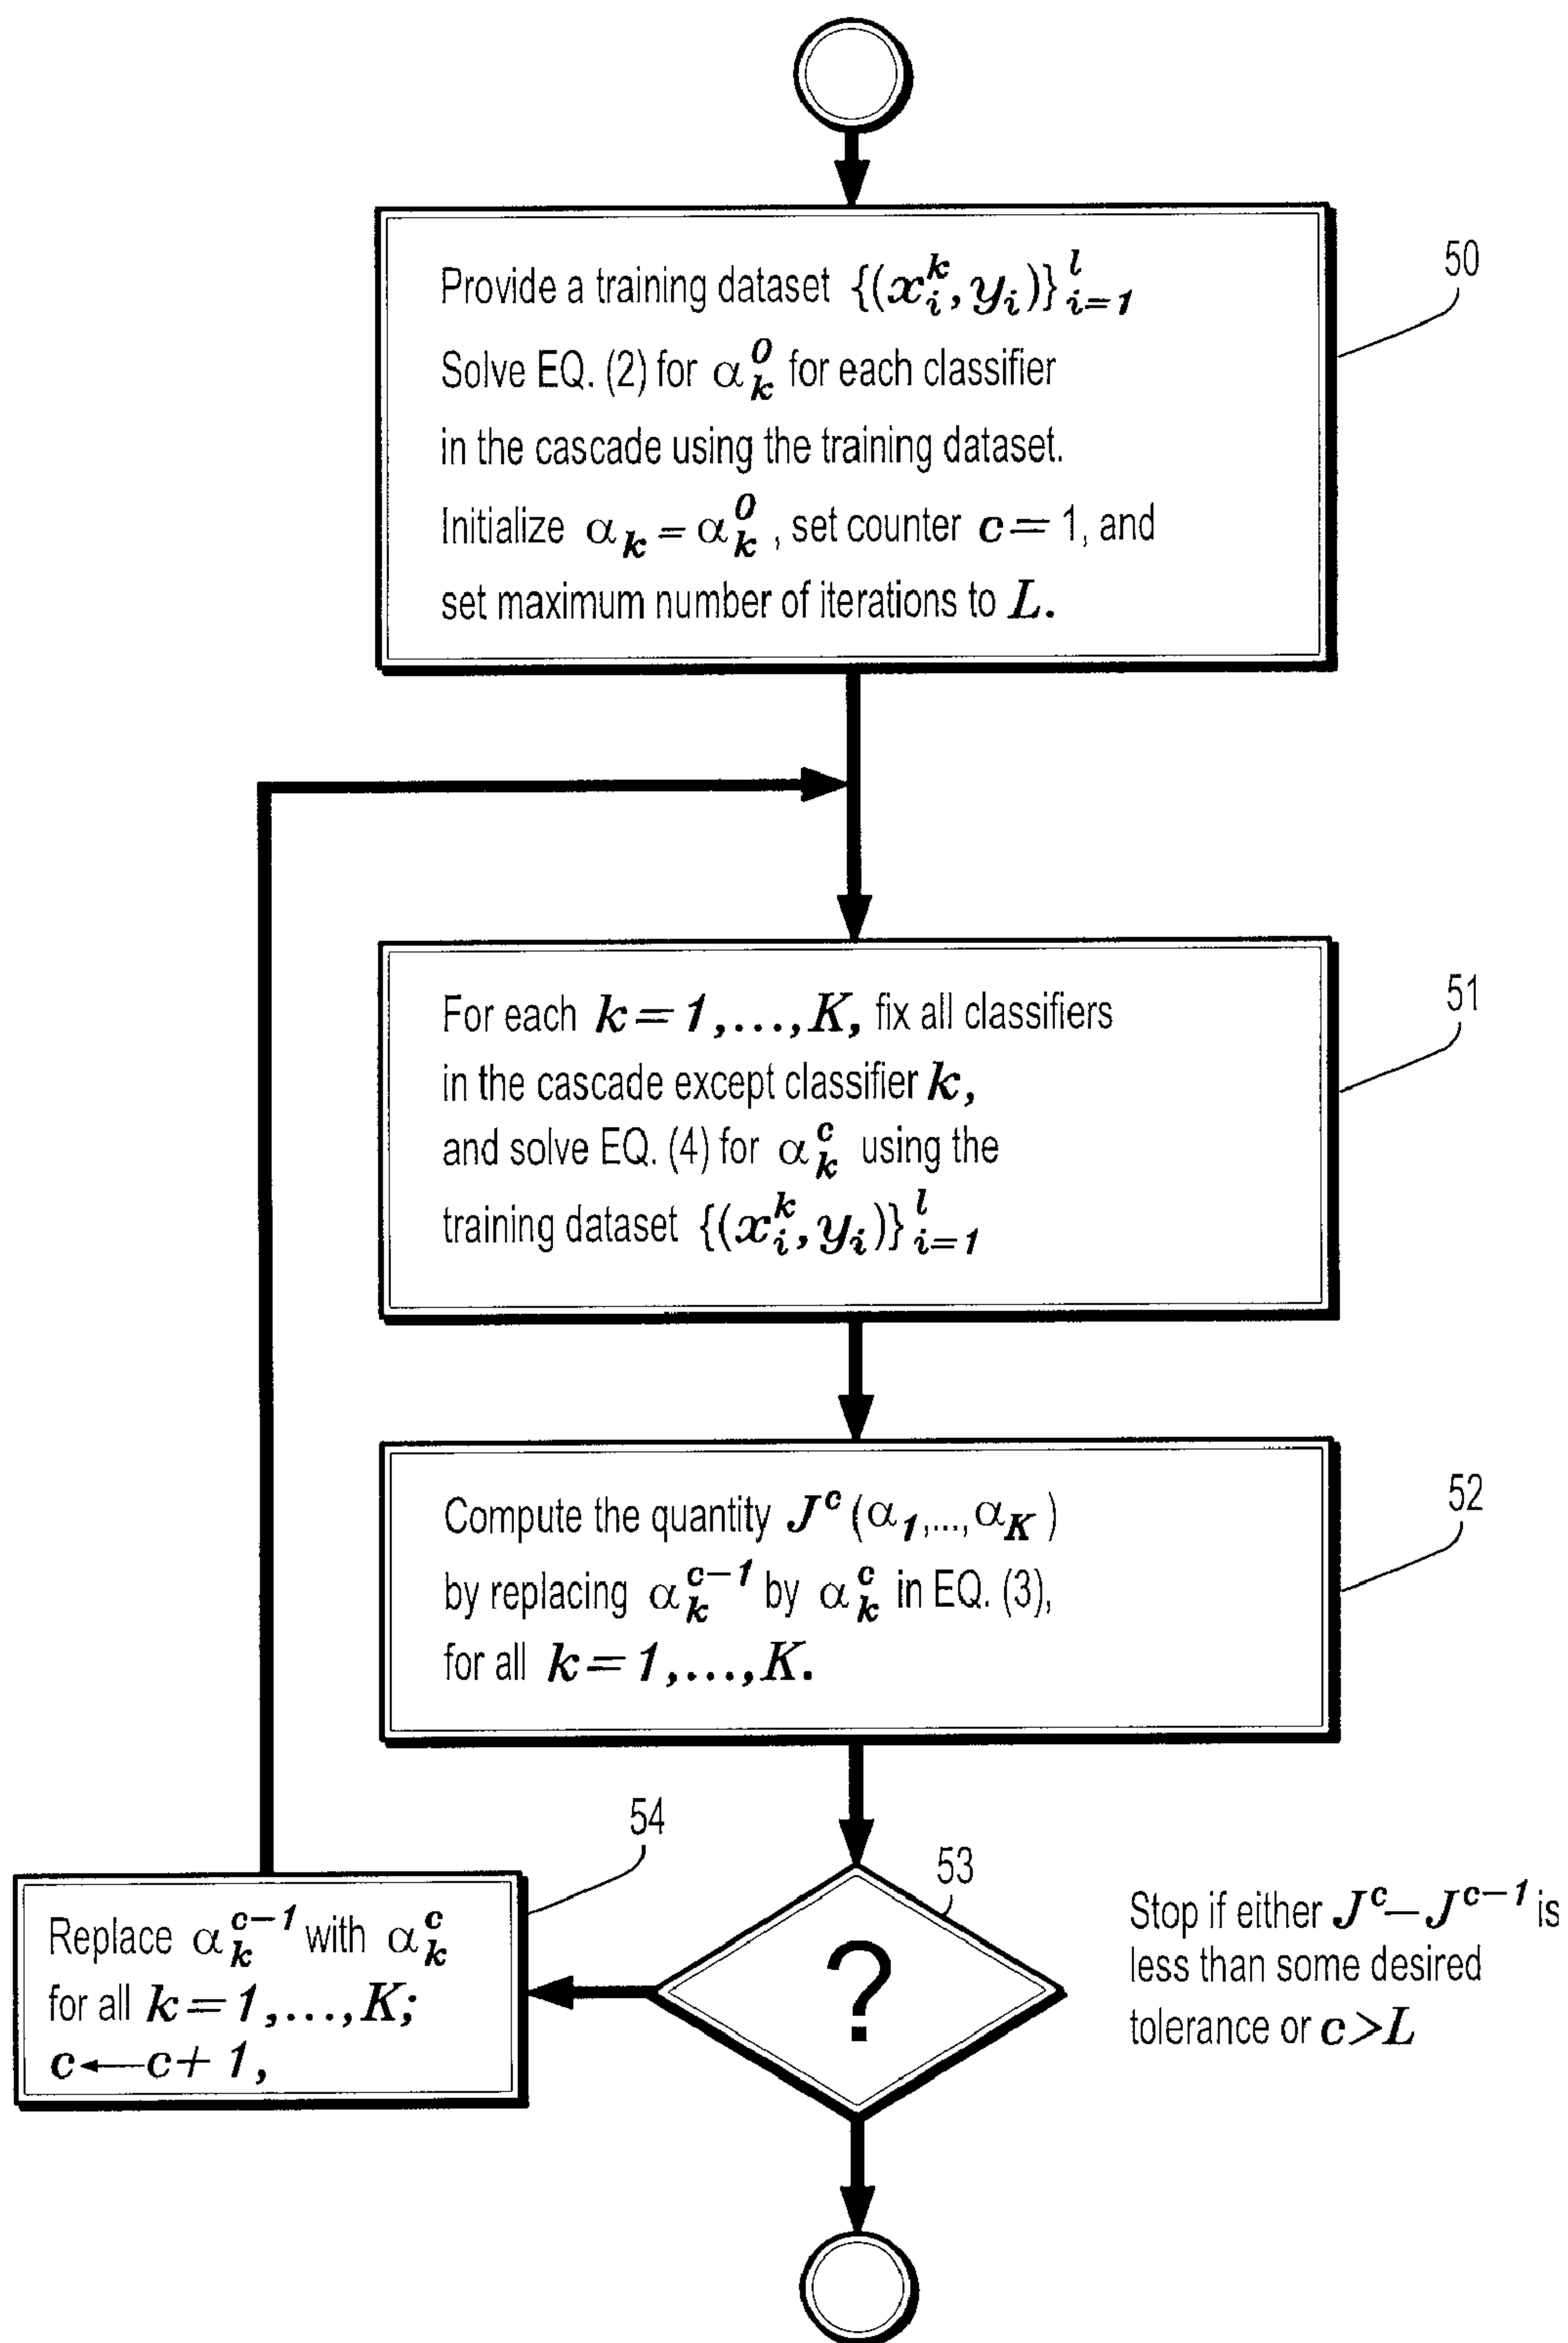 Provide a training dataset {(x_i^k, y_i)}_{i=1}^l
50
Solve EQ. (2) for α_k^0 for each classifier
in the cascade using the training dataset.
Initialize α_k = α_k^0, set counter c = 1, and
set maximum number of iterations to L.
For each k = 1,...,K, fix all classifiers
51
in the cascade except classifier k,
and solve EQ. (4) for α_k^c using the
training dataset {(x_i^k, y_i)}_{i=1}^l
Compute the quantity J^c (α_1,...,α_K)
52
by replacing α_k^{c-1} by α_k^c in EQ. (3),
for all k = 1,...,K.
53
?
Stop if either J^c – J^{c-1} is
less than some desired
tolerance or c > L
54
Replace α_k^{c-1} with α_k^c
for all k = 1,...,K;
c ← c + 1,